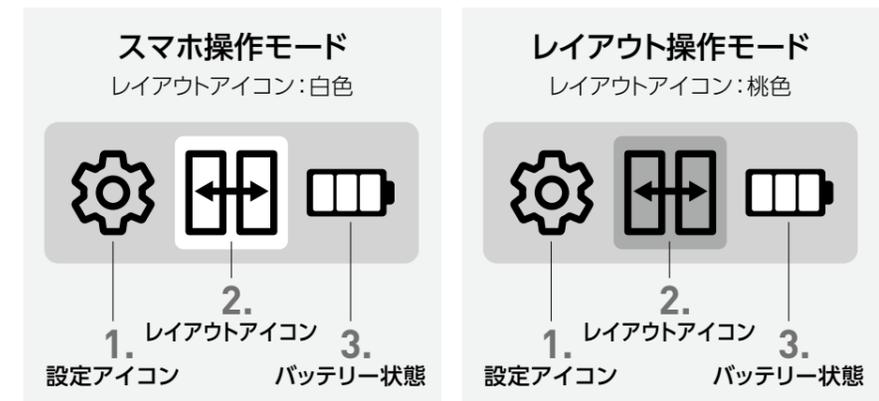 スマホ操作モード
レイアウトアイコン：白色
2.
レイアウトアイコン
1.
設定アイコン
3.
バッテリー状態
レイアウト操作モード
レイアウトアイコン：桃色
2.
レイアウトアイコン
1.
設定アイコン
3.
バッテリー状態